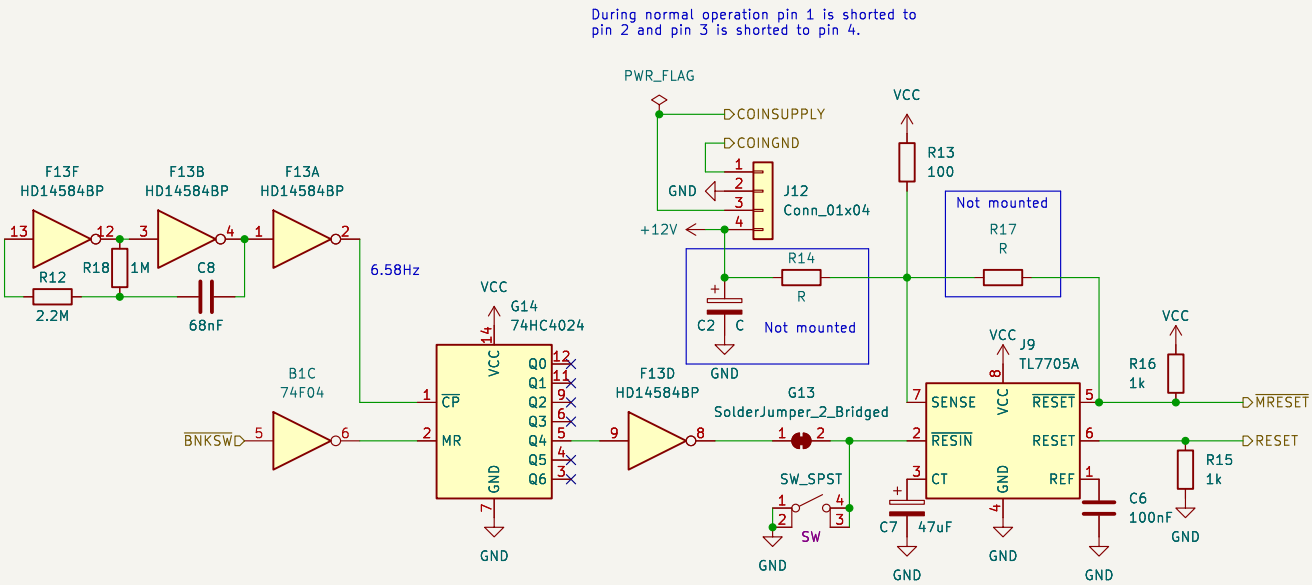 During normal operation pin 1 is shorted to
pin 2 and pin 3 is shorted to pin 4.
PWR_FLAG
COINSUPPLY
COINGND
1
2
3
4
GND
+12V
J12
Conn_01x04
VCC
R13
100
Not mounted
R17
R
R14
R
+
C2 C
Not mounted
GND
F13F
HD14584BP
13
12
F13B
HD14584BP
3
4
F13A
HD14584BP
1
2
R18
1M
R12
2.2M
C8
68nF
6.58Hz
VCC
G14
74HC4024
14
VCC
Q0 12
Q1 11
Q2 9
Q3 6
Q4 5
Q5 4
Q6 3
1 CP
2 MR
GND
7
GND
B1C
74F04
BNKSW
5
6
F13D
HD14584BP
9
8
G13
SolderJumper_2_Bridged
1
2
SW_SPST
1
2
4
3
SW
GND
VCC
J9
TL7705A
8
VCC
7 SENSE
2 RESIN
3 CT
RESET 5
RESET 6
REF 1
GND
4
GND
+
C7 47uF
GND
C6
100nF
GND
VCC
R16
1k
MRESET
RESET
R15
1k
GND